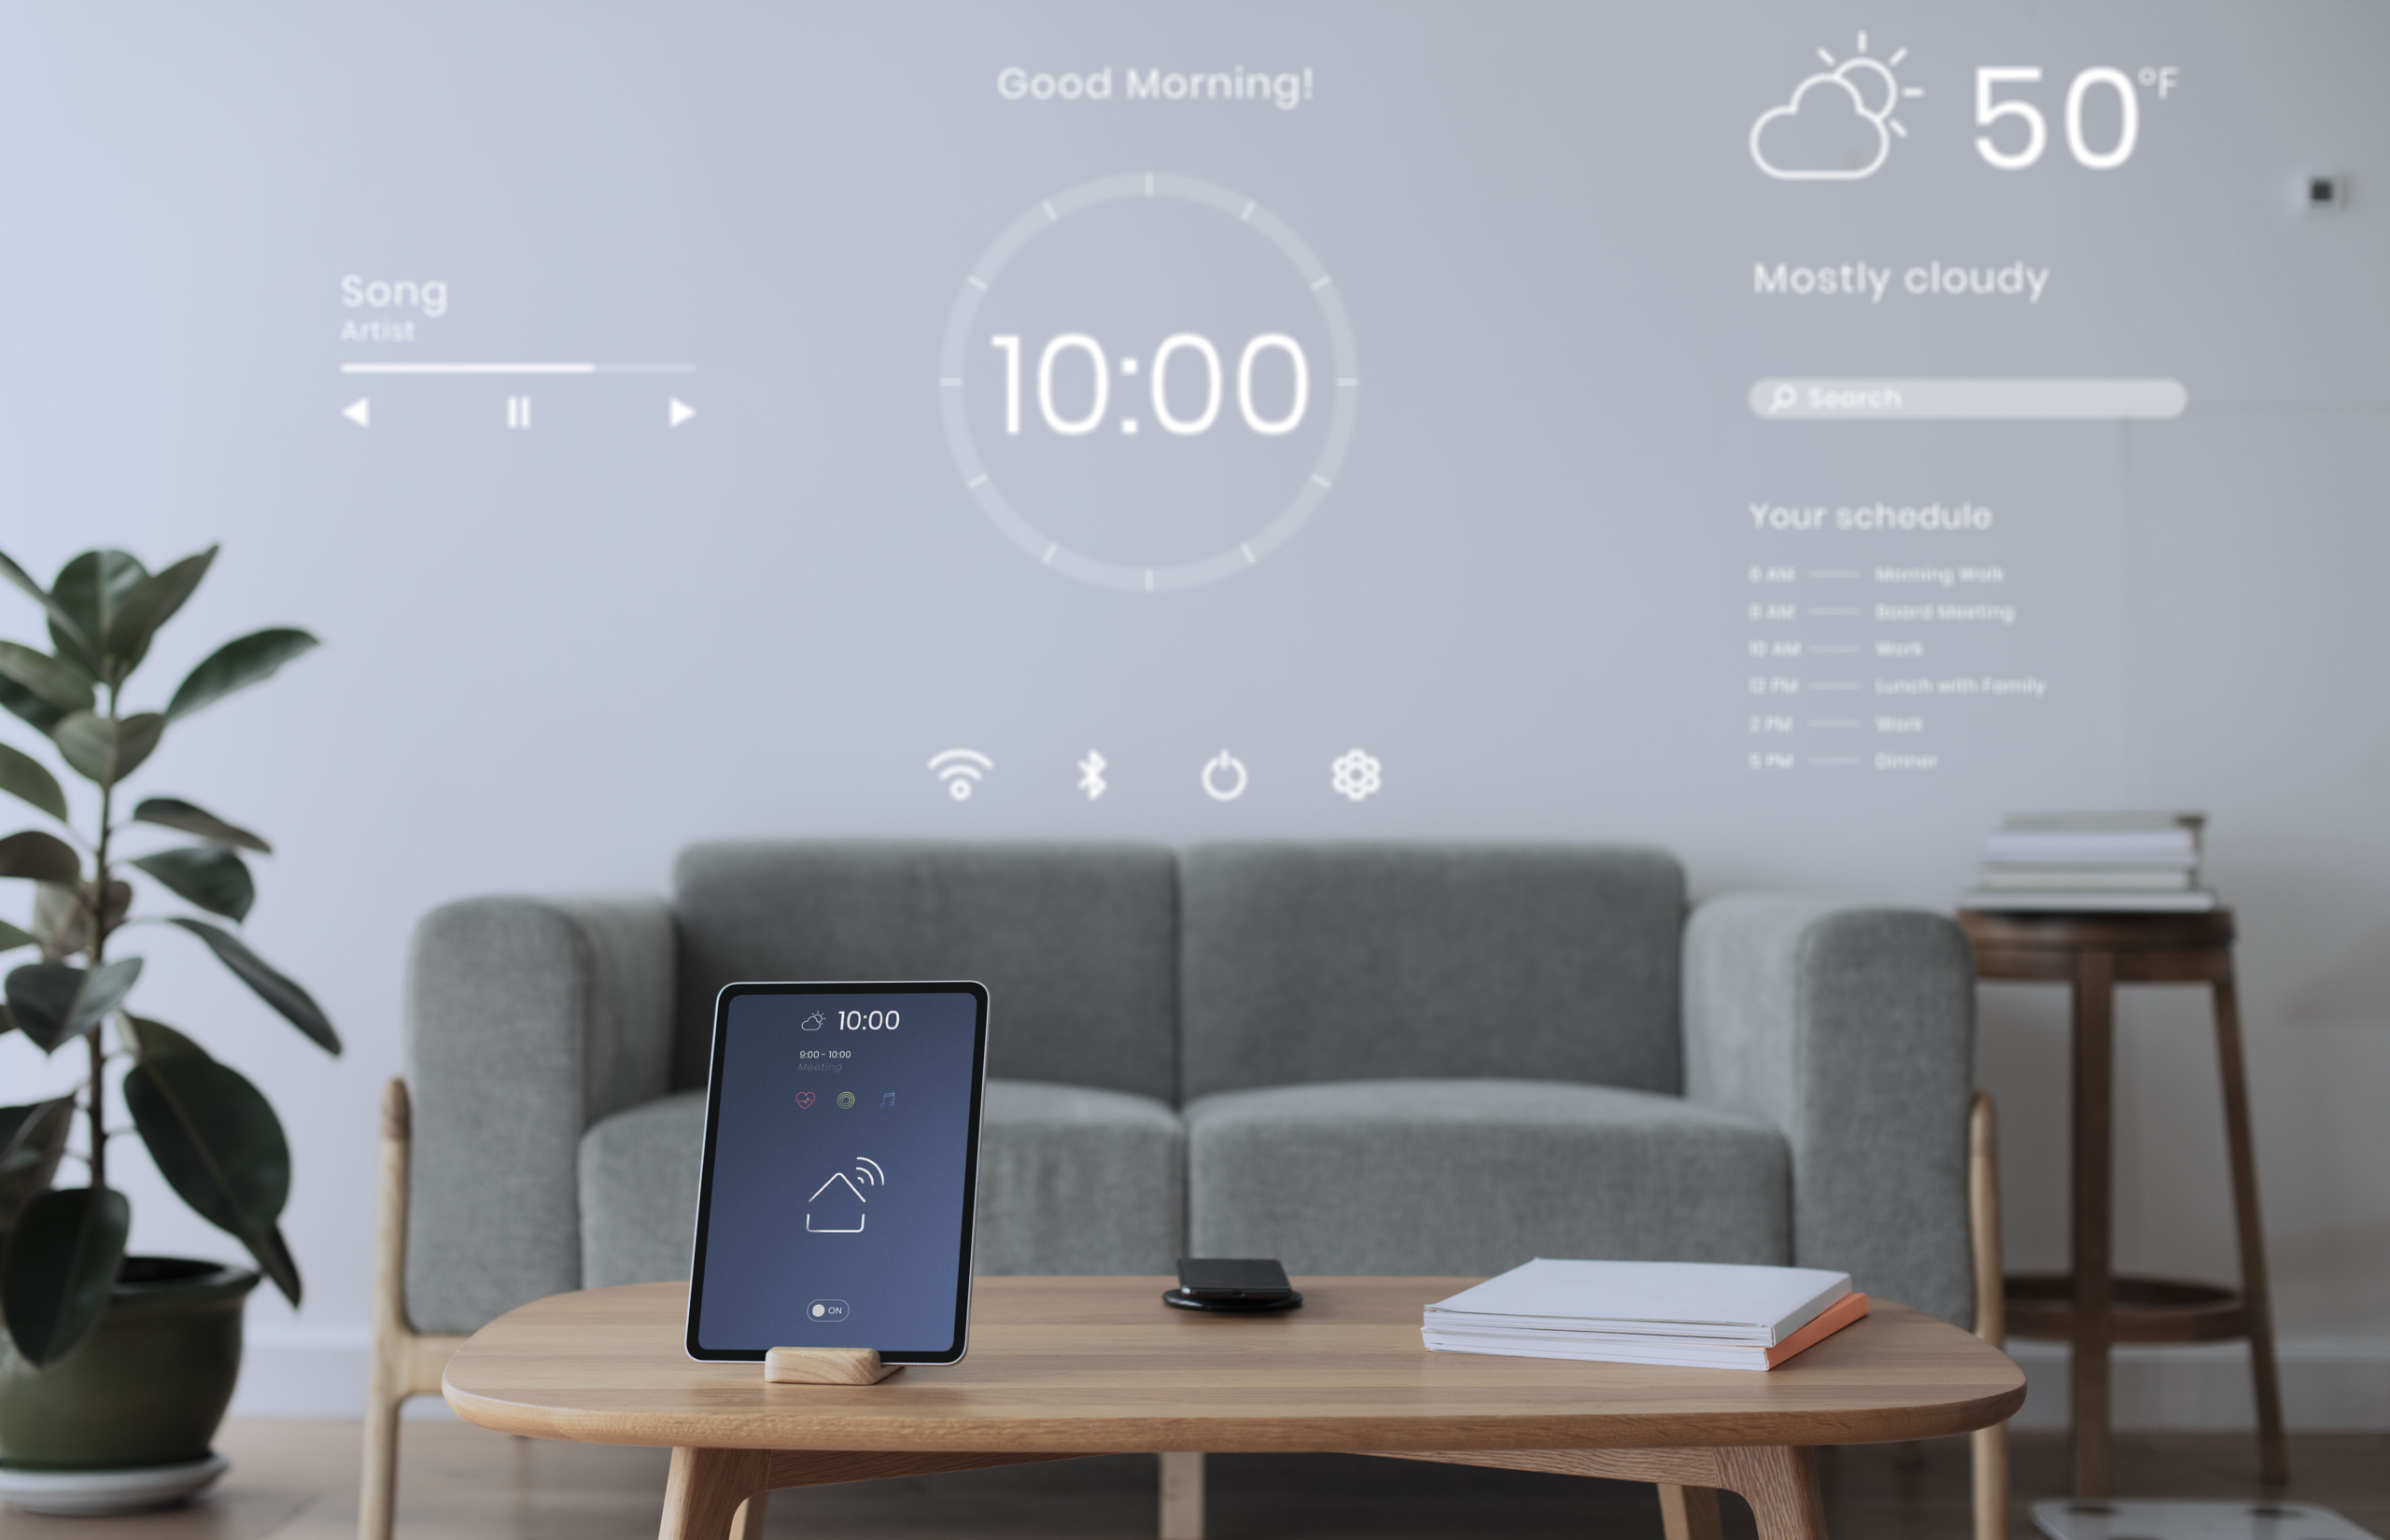 Good Morning!
50°F
Mostly cloudy
Song
Artist
10:00
Search
Your schedule
6 AM Morning Walk
8 AM Board Meeting
10 AM Work
12 PM Lunch with Family
2 PM Work
5 PM Dinner
10:00
9:00 - 10:00
Meeting
ON